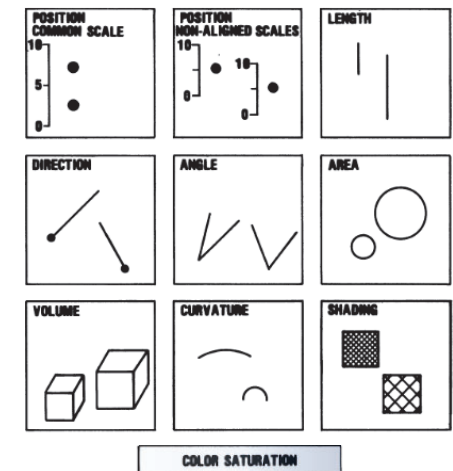 POSITION
COMMON SCALE
10
5
0
POSITION
NON-ALIGNED SCALES
10
0
10
0
LENGTH
DIRECTION
ANGLE
AREA
VOLUME
CURVATURE
SHADING
COLOR SATURATION